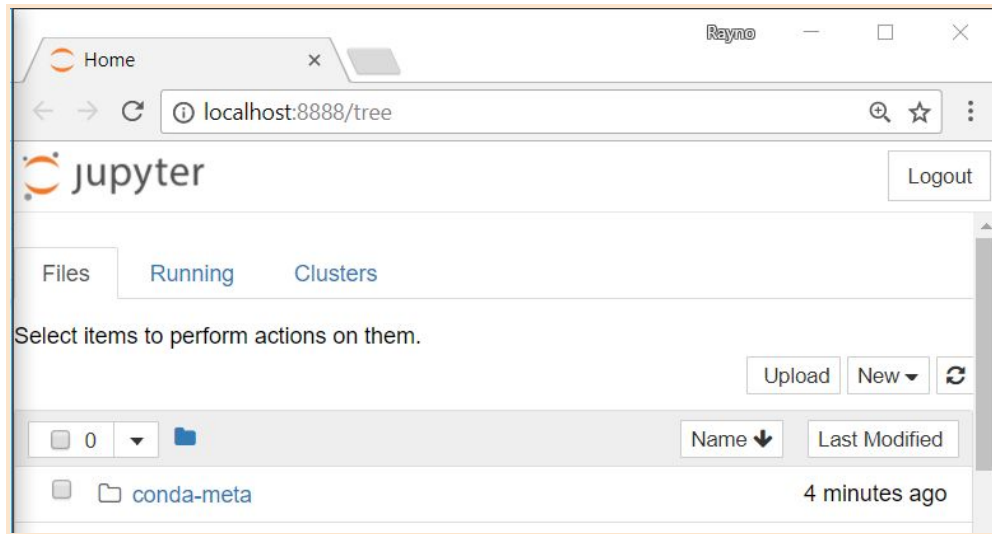 Rayno
Home
localhost:8888/tree
jupyter
Logout
Files Running Clusters
Select items to perform actions on them.
Upload New
0 Name Last Modified
conda-meta 4 minutes ago